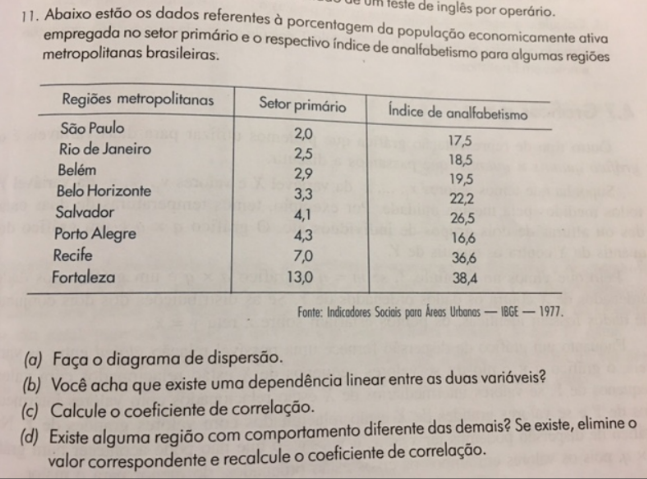 de um teste de inglês por operário.
11. Abaixo estão os dados referentes à porcentagem da população economicamente ativa
empregada no setor primário e o respectivo índice de analfabetismo para algumas regiões
metropolitanas brasileiras.
Regiões metropolitanas Setor primário Índice de analfabetismo
São Paulo 2,0 17,5
Rio de Janeiro 2,5 18,5
Belém 2,9 19,5
Belo Horizonte 3,3 22,2
Salvador 4,1 26,5
Porto Alegre 4,3 16,6
Recife 7,0 36,6
Fortaleza 13,0 38,4
Fonte: Indicadores Sociais para Áreas Urbanas — IBGE — 1977.
(a) Faça o diagrama de dispersão.
(b) Você acha que existe uma dependência linear entre as duas variáveis?
(c) Calcule o coeficiente de correlação.
(d) Existe alguma região com comportamento diferente das demais? Se existe, elimine o
valor correspondente e recalcule o coeficiente de correlação.